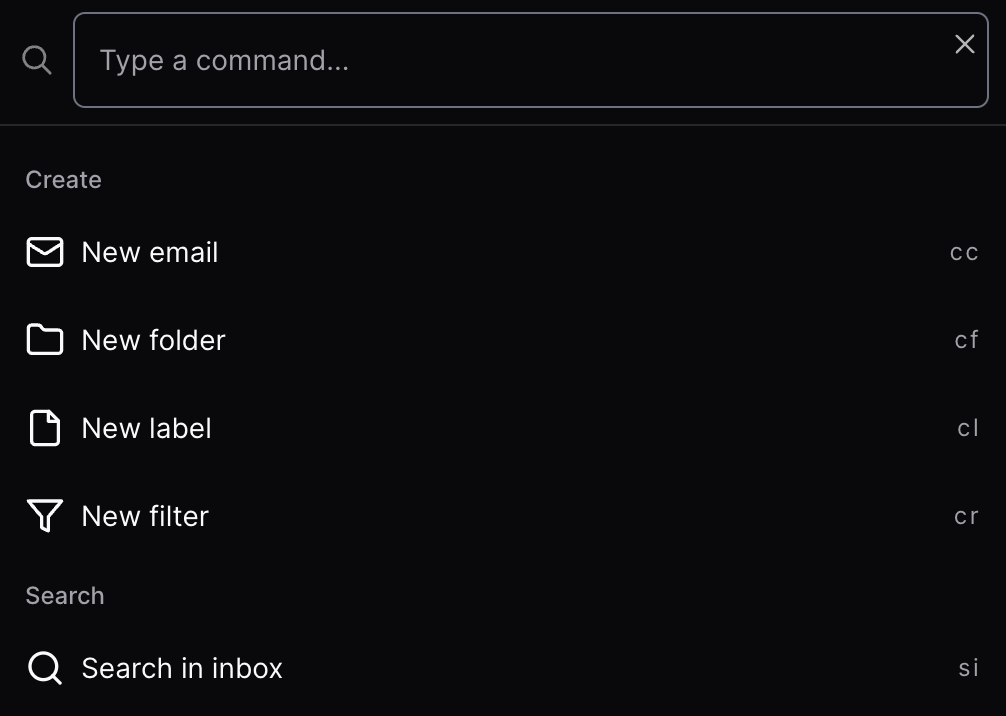 Type a command...
Create
New email cc
New folder cf
New label cl
New filter cr
Search
Search in inbox si